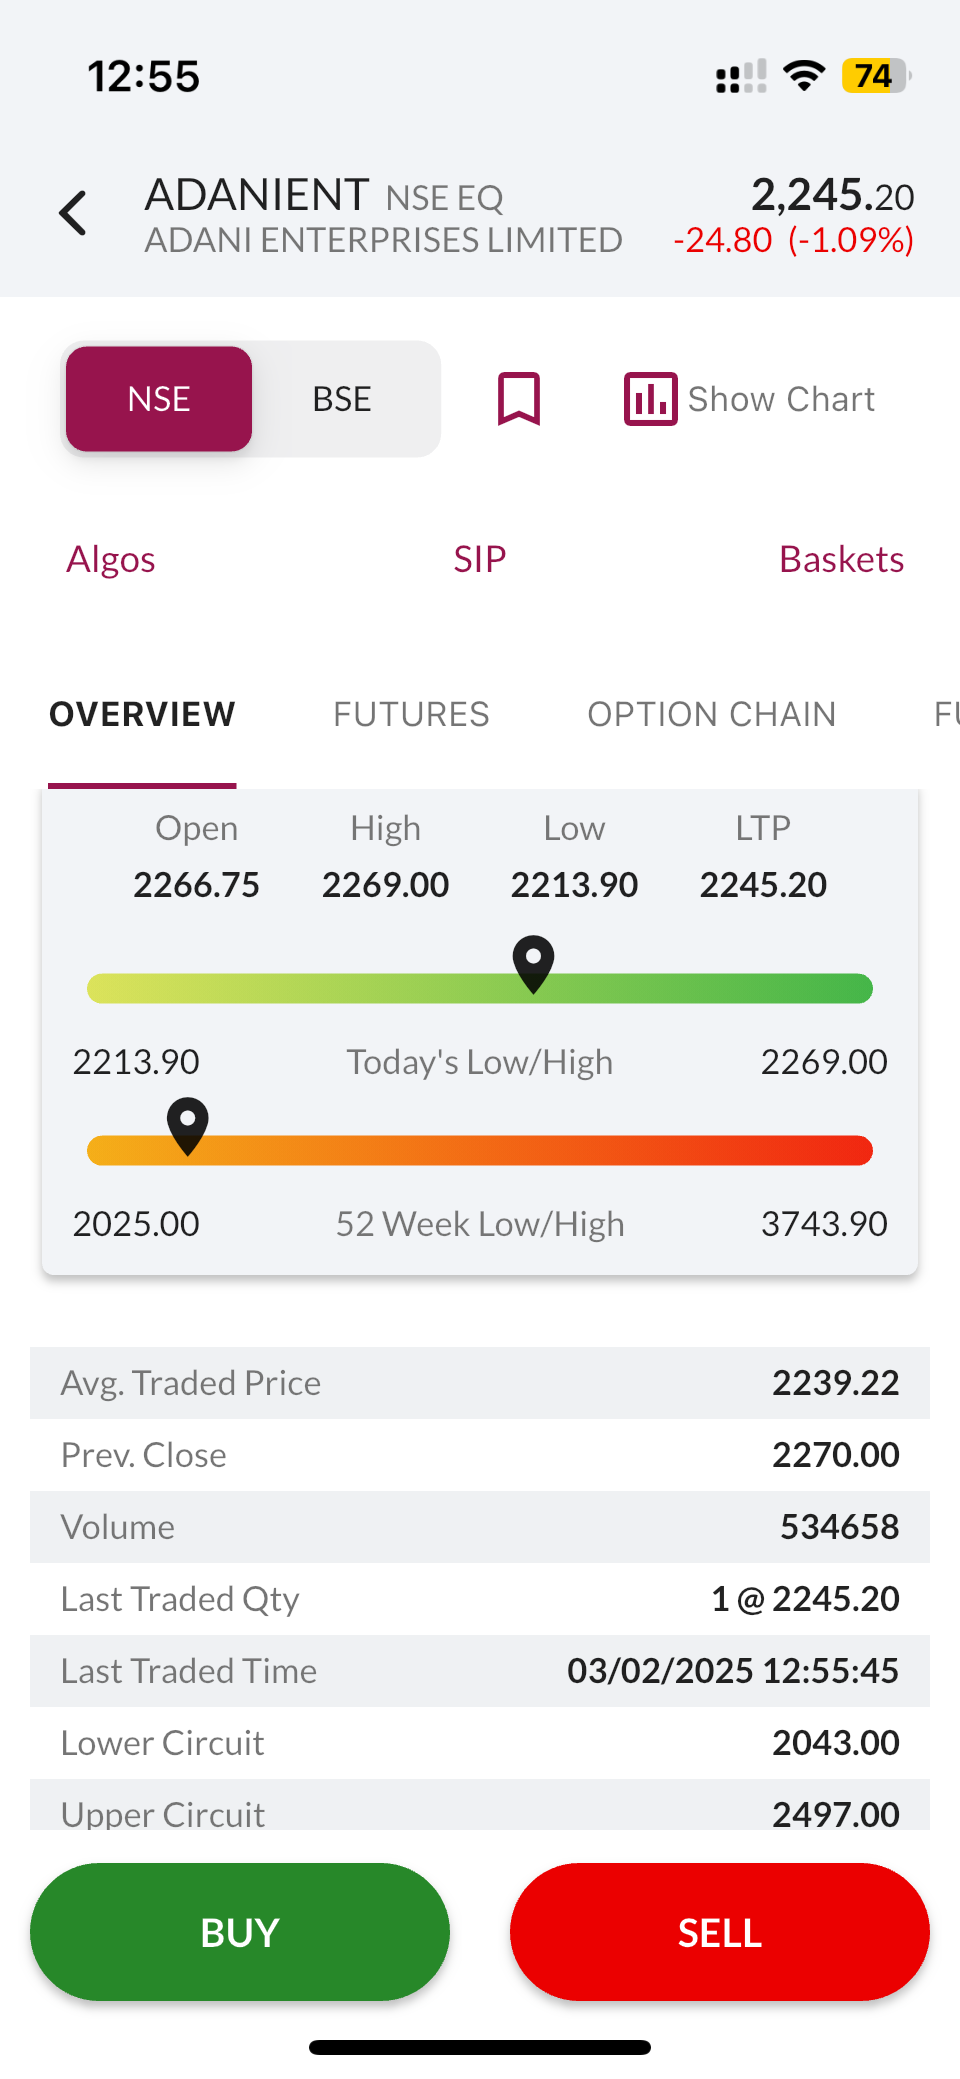 12:55
74
ADANIENT NSE EQ 2,245.20
ADANI ENTERPRISES LIMITED -24.80 (-1.09%)
NSE BSE Show Chart
Algos SIP Baskets
OVERVIEW FUTURES OPTION CHAIN FU
Open High Low LTP
2266.75 2269.00 2213.90 2245.20
2213.90 Today's Low/High 2269.00
2025.00 52 Week Low/High 3743.90
Avg. Traded Price 2239.22
Prev. Close 2270.00
Volume 534658
Last Traded Qty 1 @ 2245.20
Last Traded Time 03/02/2025 12:55:45
Lower Circuit 2043.00
Upper Circuit 2497.00
BUY SELL